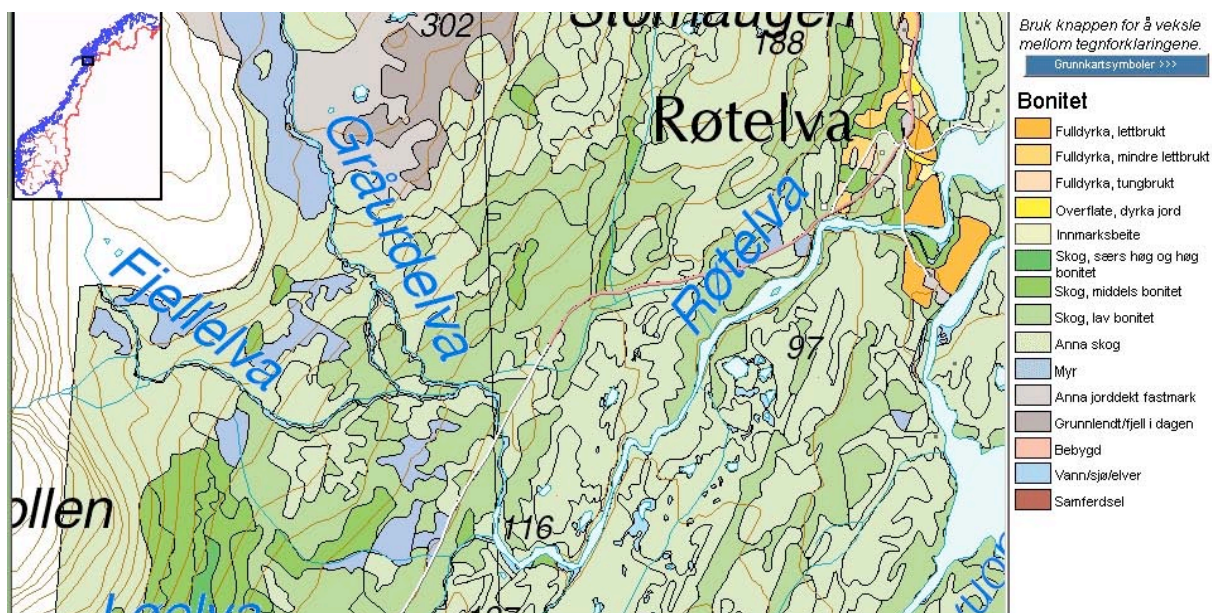 302
188
Røtelva
Gråurdelva
Røtelva
Fjellelva
97
ollen
116
Bruk knappen for å veksle
mellom tegnforklaringene.
Grunnkartsymboler >>>
Bonitet
Fulldyrka, lettbrukt
Fulldyrka, mindre lettbrukt
Fulldyrka, tungbrukt
Overflate, dyrka jord
Innmarksbeite
Skog, særs høg og høg
bonitet
Skog, middels bonitet
Skog, lav bonitet
Anna skog
Myr
Anna jorddekt fastmark
Grunnlendt/fjell i dagen
Bebygd
Vann/sjø/elver
Samferdsel